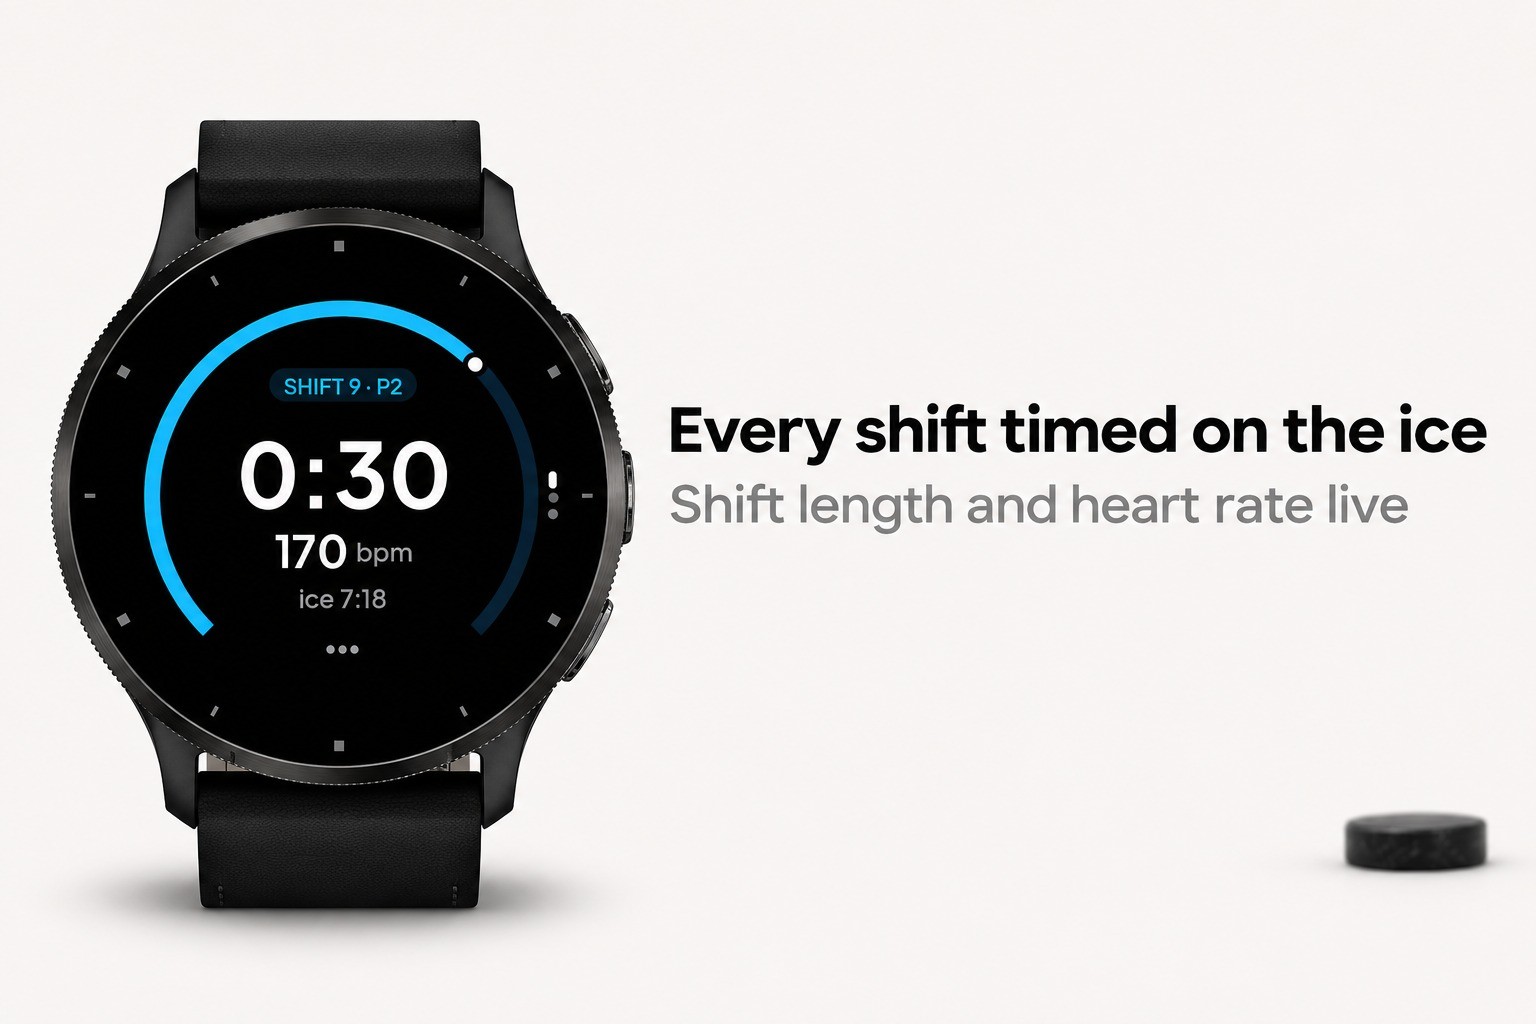 SHIFT 9 · P2
0:30
170 bpm
ice 7:18
Every shift timed on the ice
Shift length and heart rate live